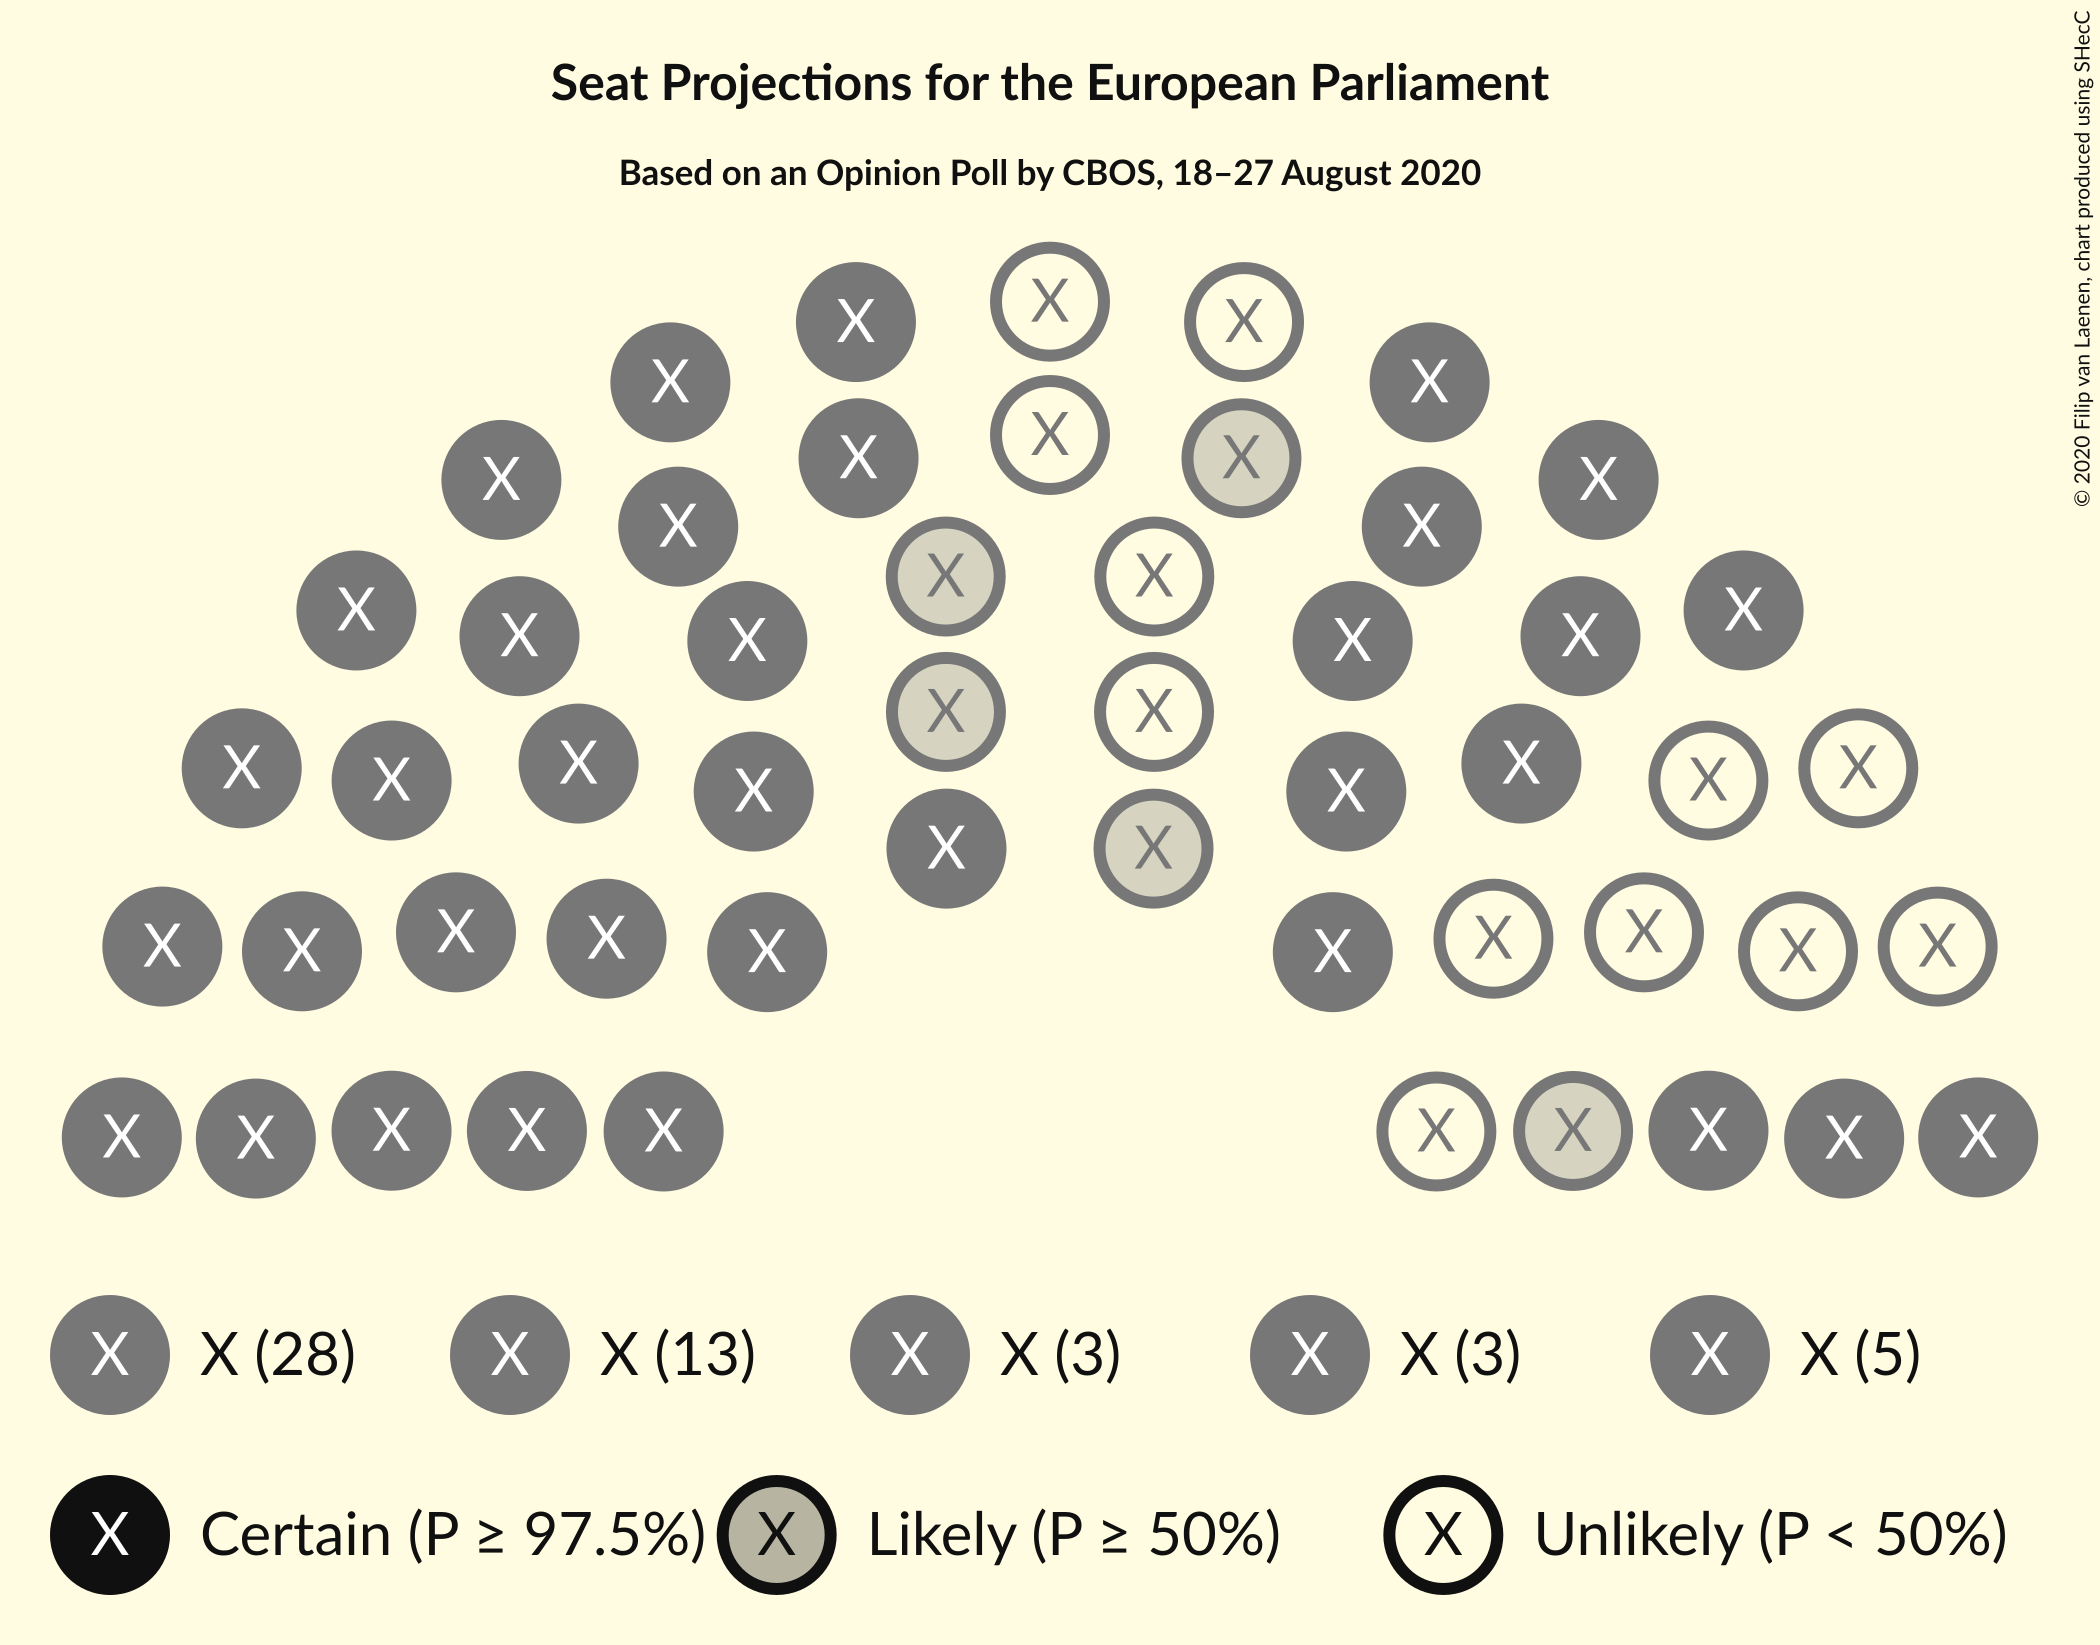 Seat Projections for the European Parliament
Based on an Opinion Poll by CBOS, 18–27 August 2020
© 2020 Filip van Laenen, chart produced using SHecC
X
X X
X X
X
X X
X X
X X
X X
X X
X X
X X
X X
X X
X X
X X X X
X X
X X X X
X X
X X X X
X X X X
X X X X X X
X X X X X X X X X X
X X (28) X X (13) X X (3) X X (3) X X (5)
X Certain (P ≥ 97.5%) X Likely (P ≥ 50%) X Unlikely (P < 50%)